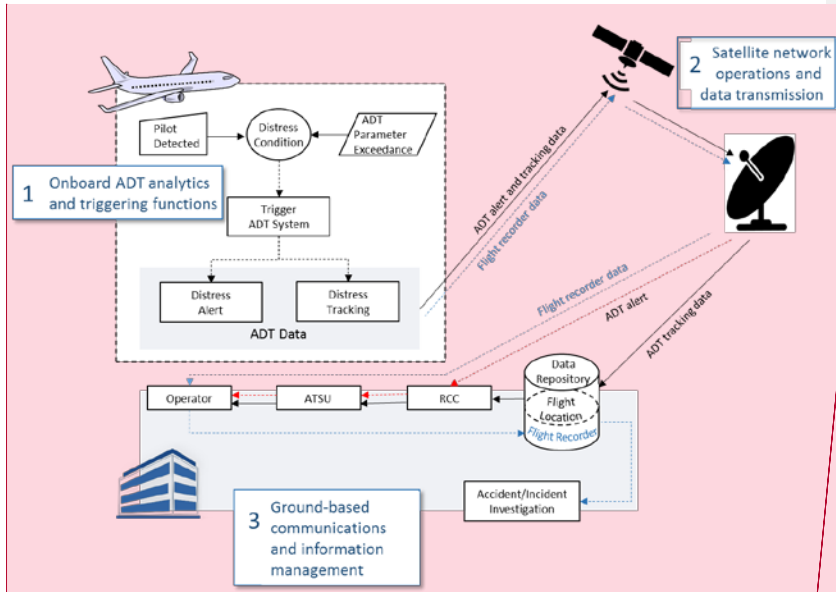 2 Satellite network
operations and
data transmission
Pilot
Detected
Distress
Condition
ADT
Parameter
Exceedance
1 Onboard ADT analytics
and triggering functions
Trigger
ADT System
ADT alert and tracking data
Flight recorder data
Distress
Alert
Distress
Tracking
ADT Data
Flight recorder data
ADT alert
ADT tracking data
Operator
ATSU
RCC
Data
Repository
Flight
Location
Flight Recorder
Accident/Incident
Investigation
3 Ground-based
communications
and information
management